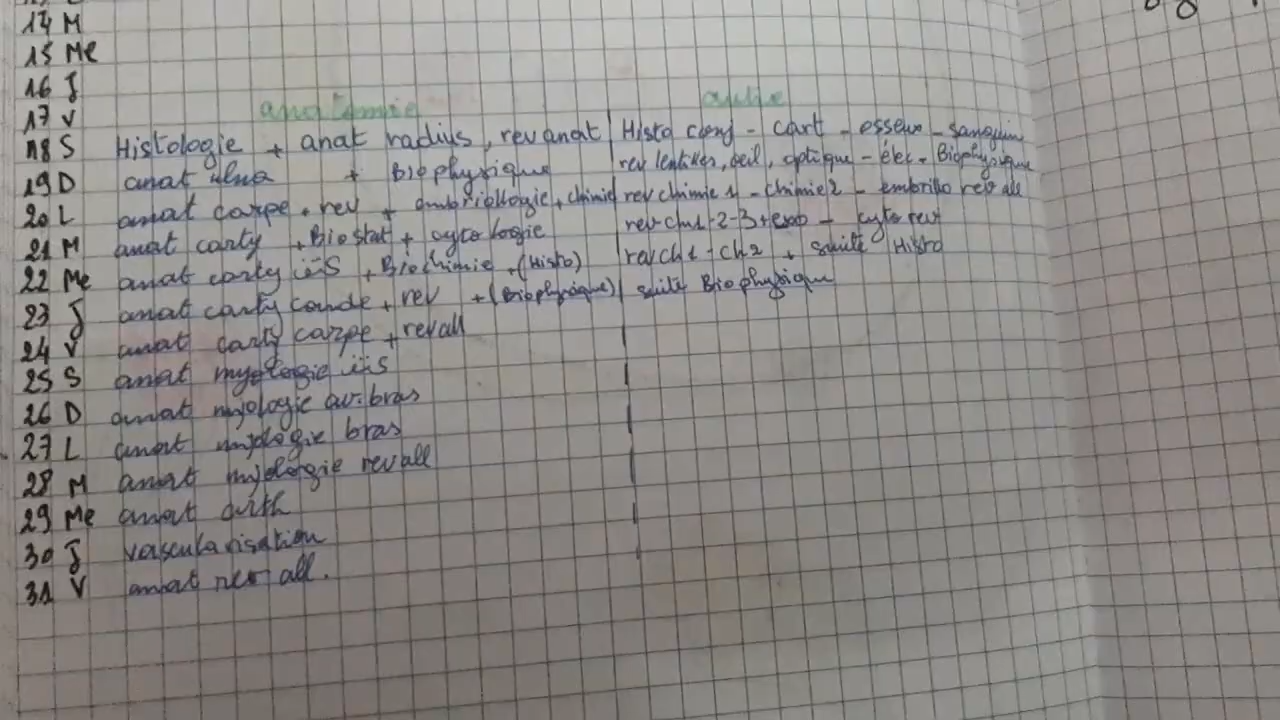 14 M
15 Me
16 J
17 V
anatomie autre
18 S Histologie + anat radius, rev anat | Histo conj - cart - osseux - sanguin
19 D anat ulna + Biophysique rev lentilles, oeil, optique - élec - Biophysique
20 L anat carpe + rev + embriologie + chimie rev chimie 1 - chimie 2 - embrillo rev all
21 M anat carty + Biostat + cytologie rev ch1-2-3 + exo - cyto rev
22 Me anat carty iiS + Biochimie + (Histo) | rev ch1 - ch2 + suite Histo
23 J anat carty coude + rev + (Biophysique) | suite Biophysique
24 V anat carty carpe + rev all
25 S anat myologie iiS
26 D anat myologie av.bras
27 L anat myologie bras
28 M anat myologie rev all
29 Me anat
30 J vascularisation
31 V anat rev all.